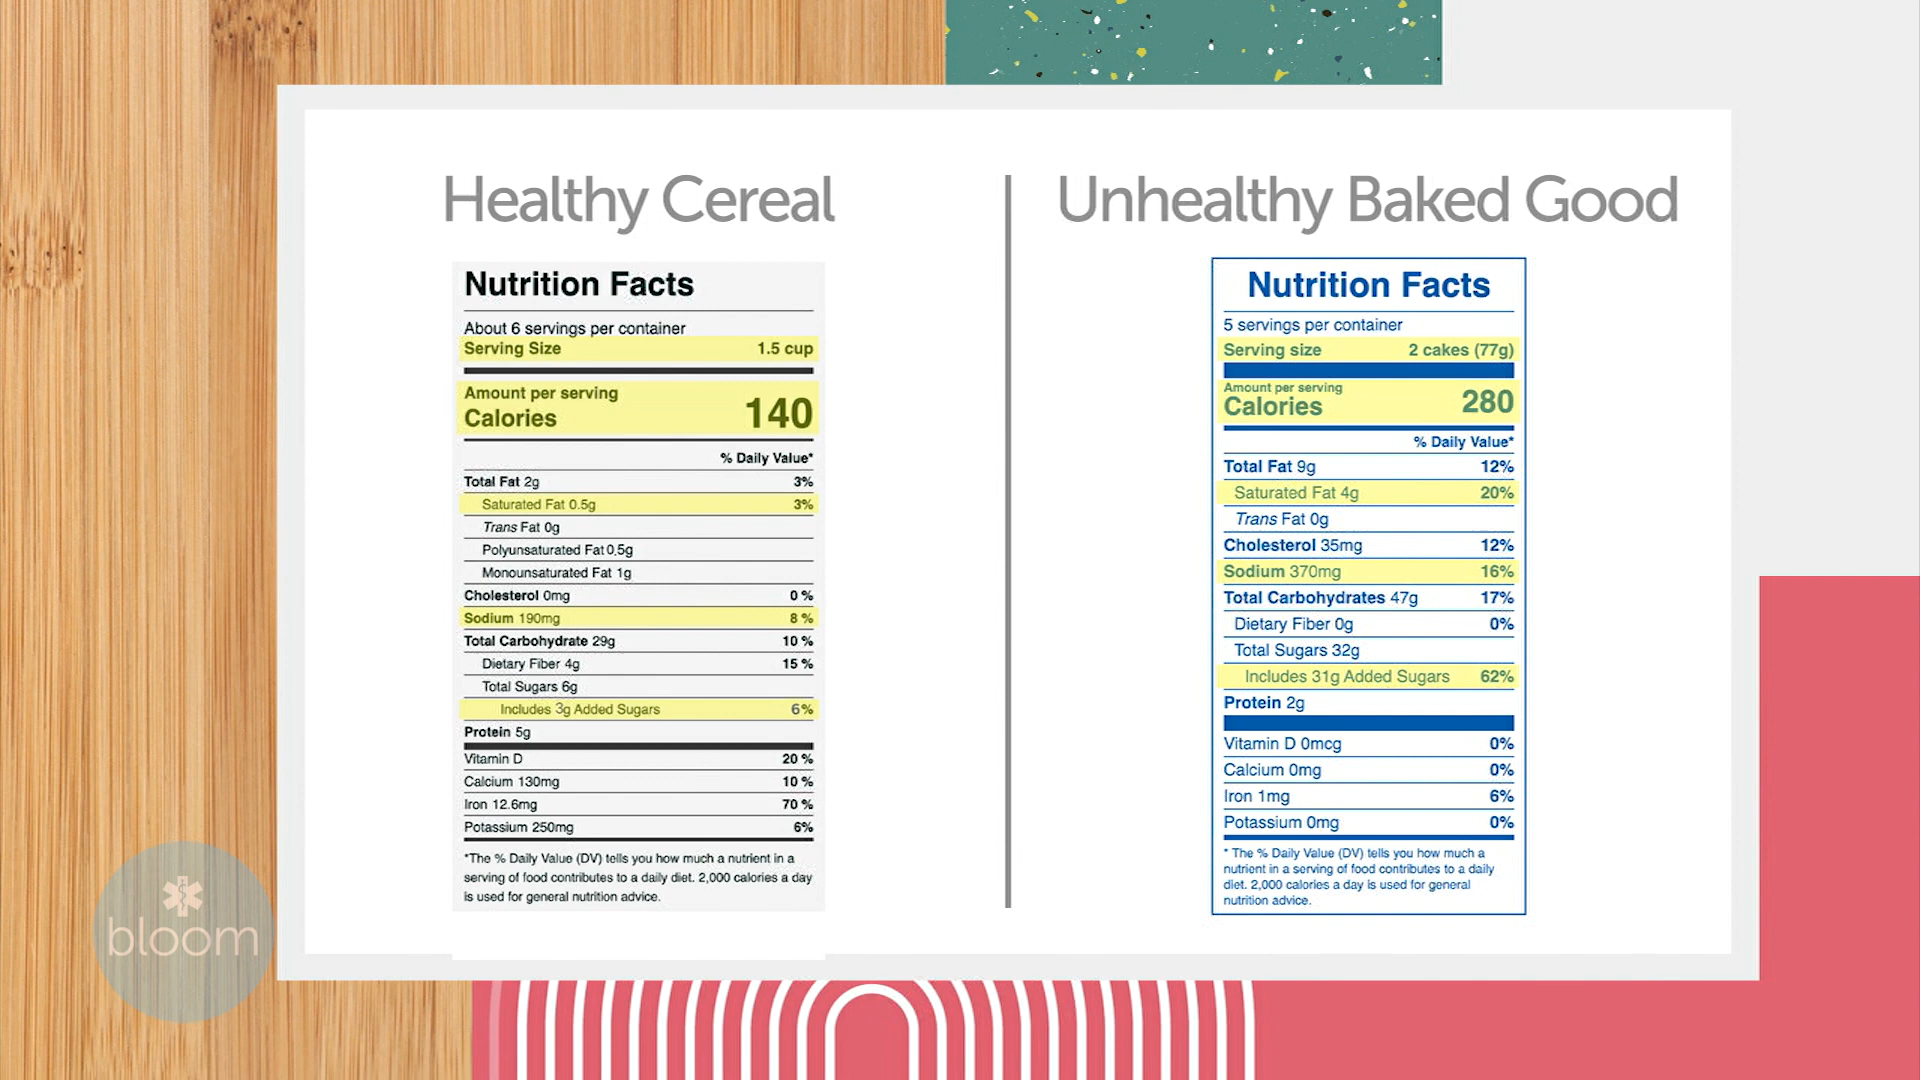 Healthy Cereal
Nutrition Facts
About 6 servings per container
Serving Size 1.5 cup
Amount per serving
Calories 140
% Daily Value*
Total Fat 2g 3%
Saturated Fat 0.5g 3%
Trans Fat 0g
Polyunsaturated Fat 0.5g
Monounsaturated Fat 1g
Cholesterol 0mg 0 %
Sodium 190mg 8 %
Total Carbohydrate 29g 10 %
Dietary Fiber 4g 15 %
Total Sugars 6g
Includes 3g Added Sugars 6%
Protein 5g
Vitamin D 20 %
Calcium 130mg 10 %
Iron 12.6mg 70 %
Potassium 250mg 6%
*The % Daily Value (DV) tells you how much a nutrient in a
serving of food contributes to a daily diet. 2,000 calories a day
is used for general nutrition advice.
Unhealthy Baked Good
Nutrition Facts
5 servings per container
Serving size 2 cakes (77g)
Amount per serving
Calories 280
% Daily Value*
Total Fat 9g 12%
Saturated Fat 4g 20%
Trans Fat 0g
Cholesterol 35mg 12%
Sodium 370mg 16%
Total Carbohydrates 47g 17%
Dietary Fiber 0g 0%
Total Sugars 32g
Includes 31g Added Sugars 62%
Protein 2g
Vitamin D 0mcg 0%
Calcium 0mg 0%
Iron 1mg 6%
Potassium 0mg 0%
* The % Daily Value (DV) tells you how much a
nutrient in a serving of food contributes to a daily
diet. 2,000 calories a day is used for general
nutrition advice.
bloom